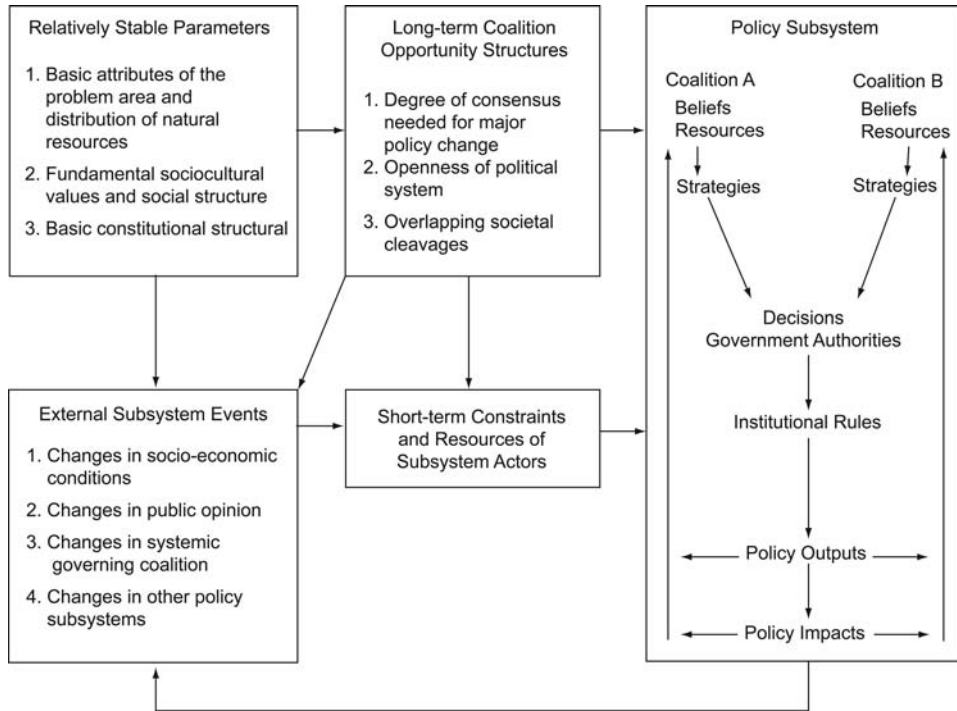 Relatively Stable Parameters
1. Basic attributes of the
problem area and
distribution of natural
resources
2. Fundamental sociocultural
values and social structure
3. Basic constitutional structural
Long-term Coalition
Opportunity Structures
1. Degree of consensus
needed for major
policy change
2. Openness of political
system
3. Overlapping societal
cleavages
Policy Subsystem
Coalition A
Beliefs
Resources
Strategies
Coalition B
Beliefs
Resources
Strategies
Decisions
Government Authorities
Institutional Rules
Policy Outputs
Policy Impacts
External Subsystem Events
1. Changes in socio-economic
conditions
2. Changes in public opinion
3. Changes in systemic
governing coalition
4. Changes in other policy
subsystems
Short-term Constraints
and Resources of
Subsystem Actors